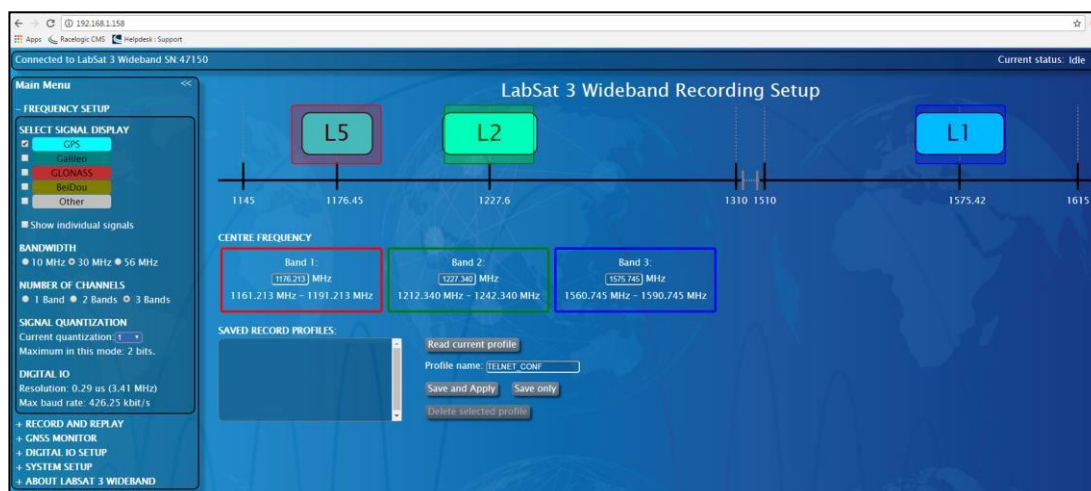 192.168.1.158
Apps Racelogic CMS Helpdesk : Support
Connected to LabSat 3 Wideband SN:47150
Current status: Idle
Main Menu <<
– FREQUENCY SETUP
SELECT SIGNAL DISPLAY
GPS
Galileo
GLONASS
BeiDou
Other
Show individual signals
BANDWIDTH
10 MHz 30 MHz 56 MHz
NUMBER OF CHANNELS
1 Band 2 Bands 3 Bands
SIGNAL QUANTIZATION
Current quantization: 1
Maximum in this mode: 2 bits.
DIGITAL IO
Resolution: 0.29 us (3.41 MHz)
Max baud rate: 426.25 kbit/s
+ RECORD AND REPLAY
+ GNSS MONITOR
+ DIGITAL IO SETUP
+ SYSTEM SETUP
+ ABOUT LABSAT 3 WIDEBAND
LabSat 3 Wideband Recording Setup
L5 L2 L1
1145 1176.45 1227.6 1310 1510 1575.42 1615
CENTRE FREQUENCY
Band 1:
1176.213 MHz
1161.213 MHz – 1191.213 MHz
Band 2:
1227.340 MHz
1212.340 MHz – 1242.340 MHz
Band 3:
1575.745 MHz
1560.745 MHz – 1590.745 MHz
SAVED RECORD PROFILES:
Read current profile
Profile name: TELNET_CONF
Save and Apply Save only
Delete selected profile